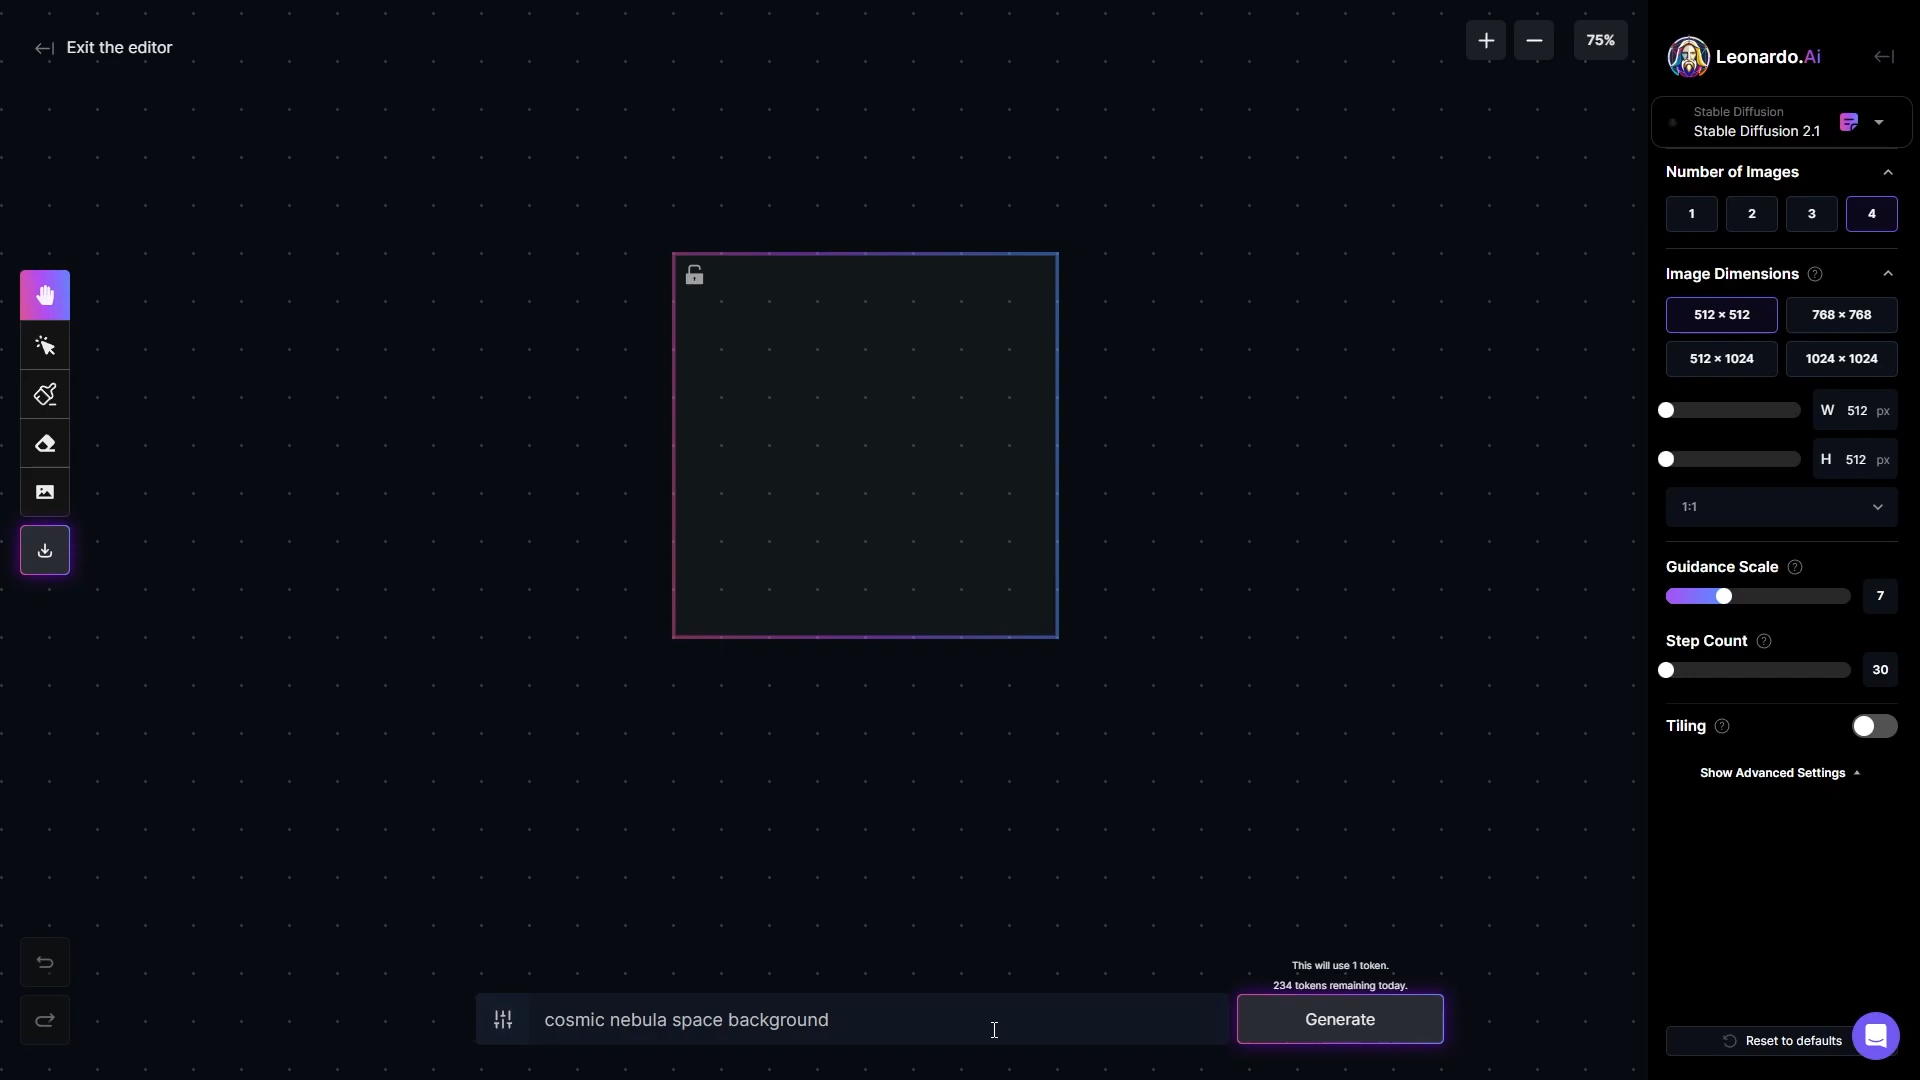 Exit the editor
75%
Leonardo.Ai
Stable Diffusion
Stable Diffusion 2.1
Number of Images
1 2 3 4
Image Dimensions ?
512 × 512 768 × 768
512 × 1024 1024 × 1024
W 512 px
H 512 px
1:1
Guidance Scale ?
7
Step Count ?
30
Tiling ?
Show Advanced Settings
This will use 1 token.
234 tokens remaining today.
cosmic nebula space background
Generate
Reset to defaults